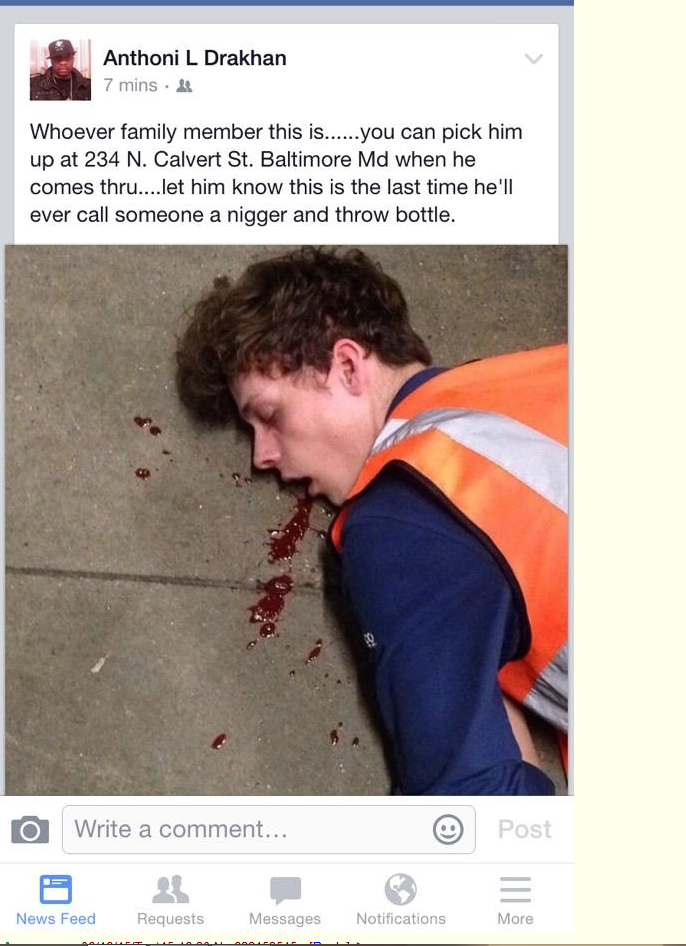 Anthoni L Drakhan
7 mins ·
Whoever family member this is......you can pick him
up at 234 N. Calvert St. Baltimore Md when he
comes thru....let him know this is the last time he'll
ever call someone a nigger and throw bottle.
Write a comment...
Post
News Feed
Requests
Messages
Notifications
More